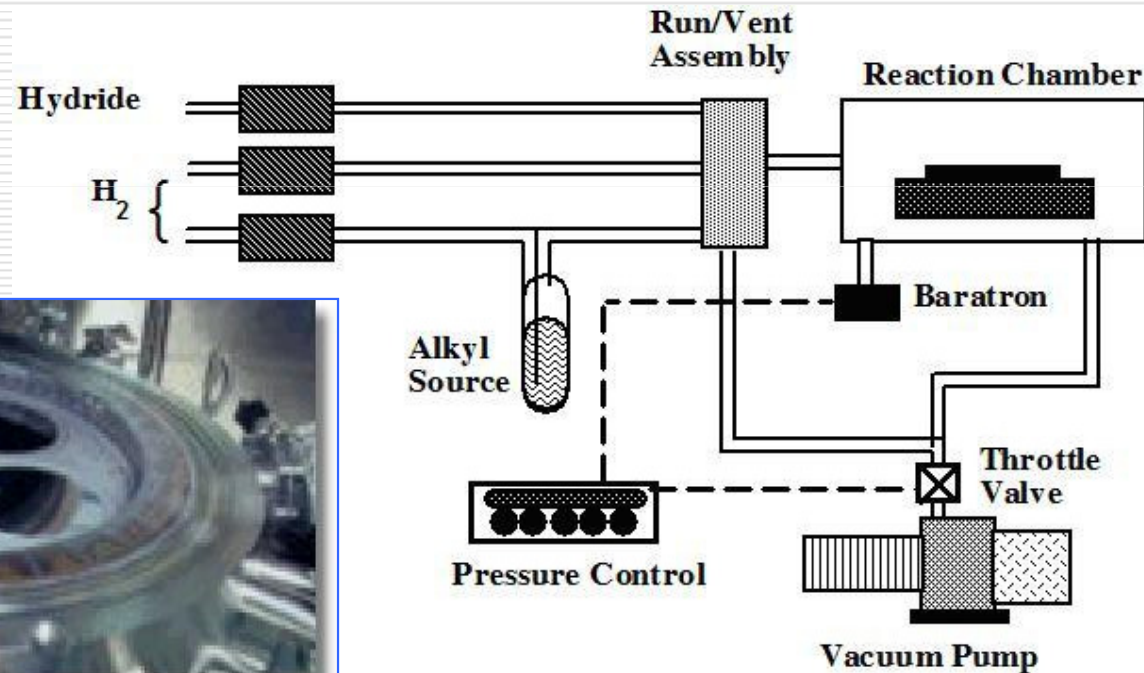 Run/Vent
Assembly
Reaction Chamber
Hydride
H₂ {
Baratron
Alkyl
Source
Throttle
Valve
Pressure Control
Vacuum Pump